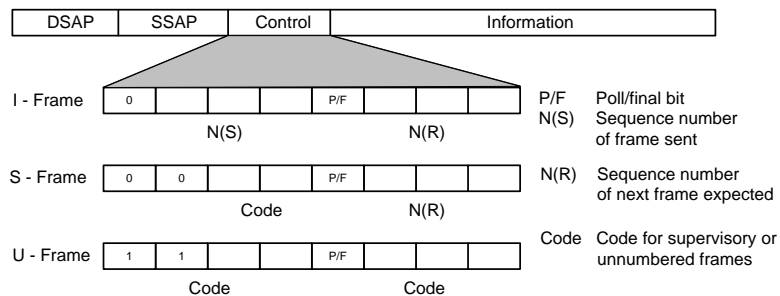 DSAP SSAP Control Information
I - Frame 0 P/F
N(S) N(R)
S - Frame 0 0 P/F
Code N(R)
U - Frame 1 1 P/F
Code Code
P/F Poll/final bit
N(S) Sequence number
of frame sent
N(R) Sequence number
of next frame expected
Code Code for supervisory or
unnumbered frames